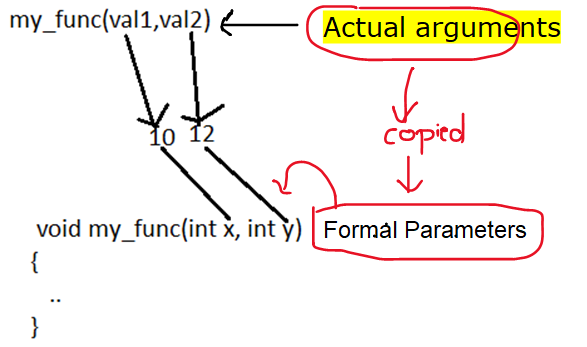 my_func(val1,val2)
Actual arguments
copied
10 12
void my_func(int x, int y)
Formal Parameters
{
..
}